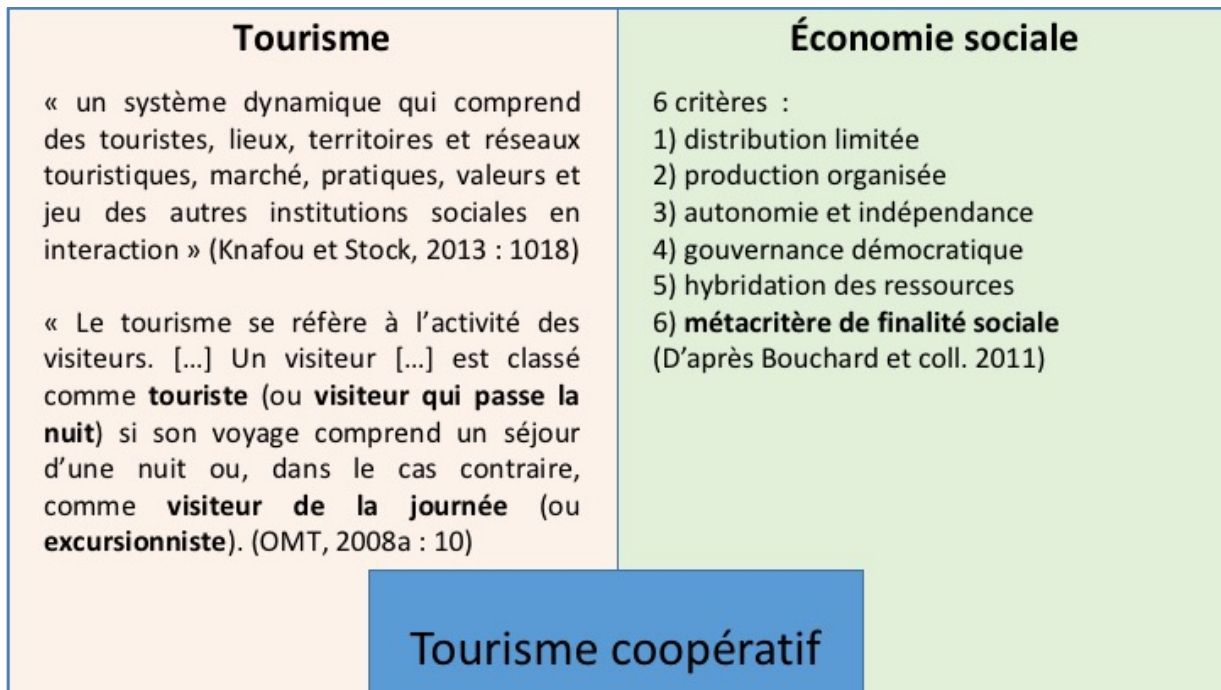 Tourisme
« un système dynamique qui comprend
des touristes, lieux, territoires et réseaux
touristiques, marché, pratiques, valeurs et
jeu des autres institutions sociales en
interaction » (Knafou et Stock, 2013 : 1018)
« Le tourisme se réfère à l’activité des
visiteurs. […] Un visiteur […] est classé
comme touriste (ou visiteur qui passe la
nuit) si son voyage comprend un séjour
d’une nuit ou, dans le cas contraire,
comme visiteur de la journée (ou
excursionniste). (OMT, 2008a : 10)
Économie sociale
6 critères :
1) distribution limitée
2) production organisée
3) autonomie et indépendance
4) gouvernance démocratique
5) hybridation des ressources
6) métacritère de finalité sociale
(D’après Bouchard et coll. 2011)
Tourisme coopératif